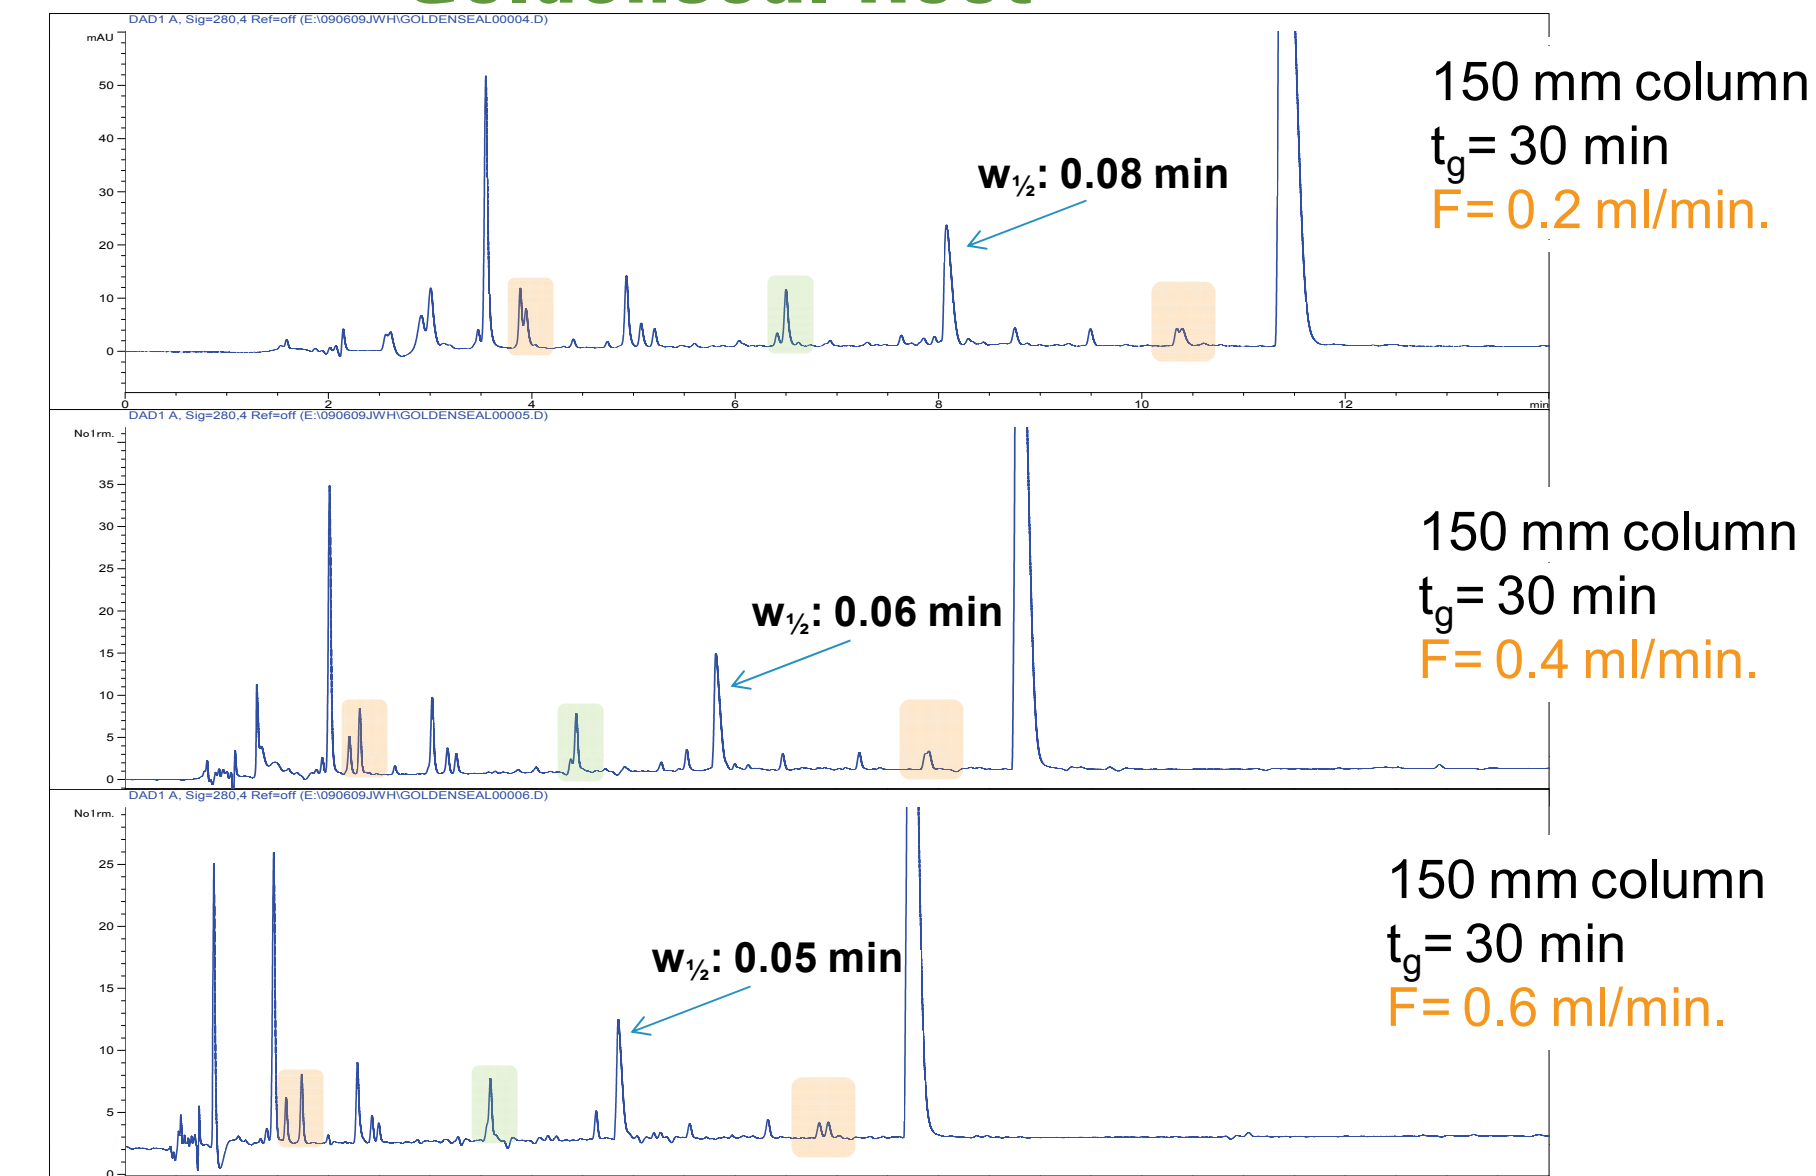 Goldenseal Root
DAD1 A, Sig=280,4 Ref=off (E:\090609JWH\GOLDENSEAL00004.D)
mAU
50
40
30
20
10
0
w½: 0.08 min
0 2 4 6 8 10 12 min
150 mm column
tg= 30 min
F= 0.2 ml/min.
DAD1 A, Sig=280,4 Ref=off (E:\090609JWH\GOLDENSEAL00005.D)
No1rm.
35
30
25
20
15
10
5
0
w½: 0.06 min
150 mm column
tg= 30 min
F= 0.4 ml/min.
DAD1 A, Sig=280,4 Ref=off (E:\090609JWH\GOLDENSEAL00006.D)
No1rm.
25
20
15
10
5
0
w½: 0.05 min
150 mm column
tg= 30 min
F= 0.6 ml/min.